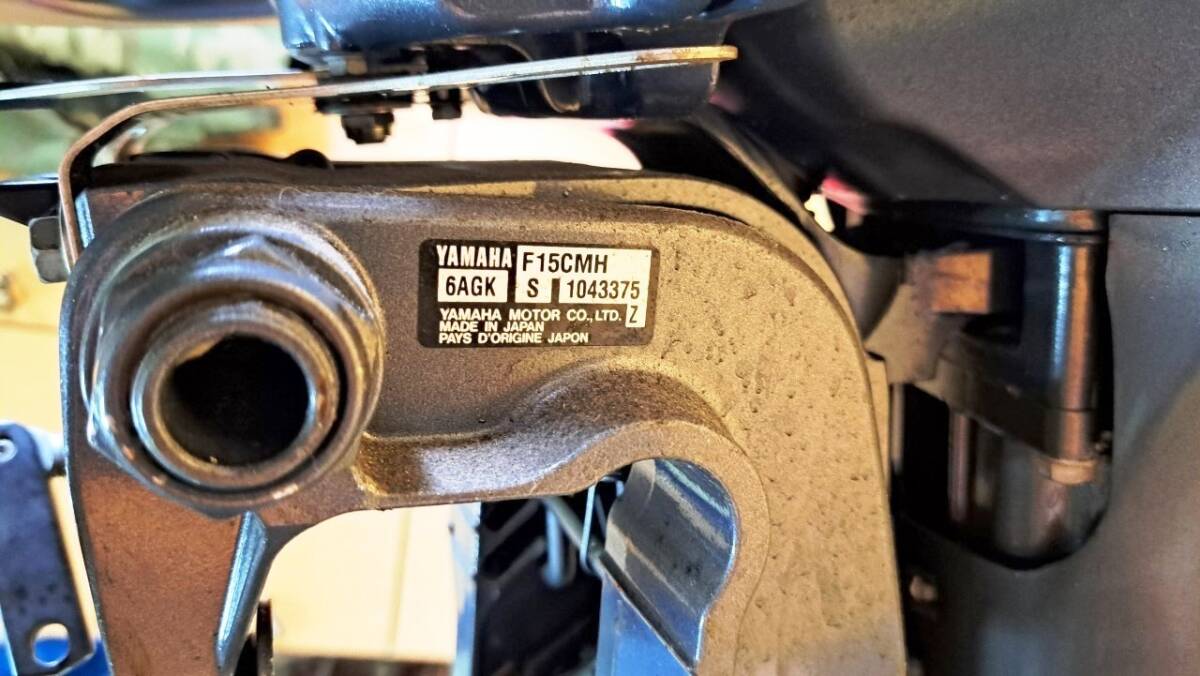 YAMAHA F15CMH
6AGK S 1043375
YAMAHA MOTOR CO., LTD. Z
MADE IN JAPAN
PAYS D'ORIGINE JAPON